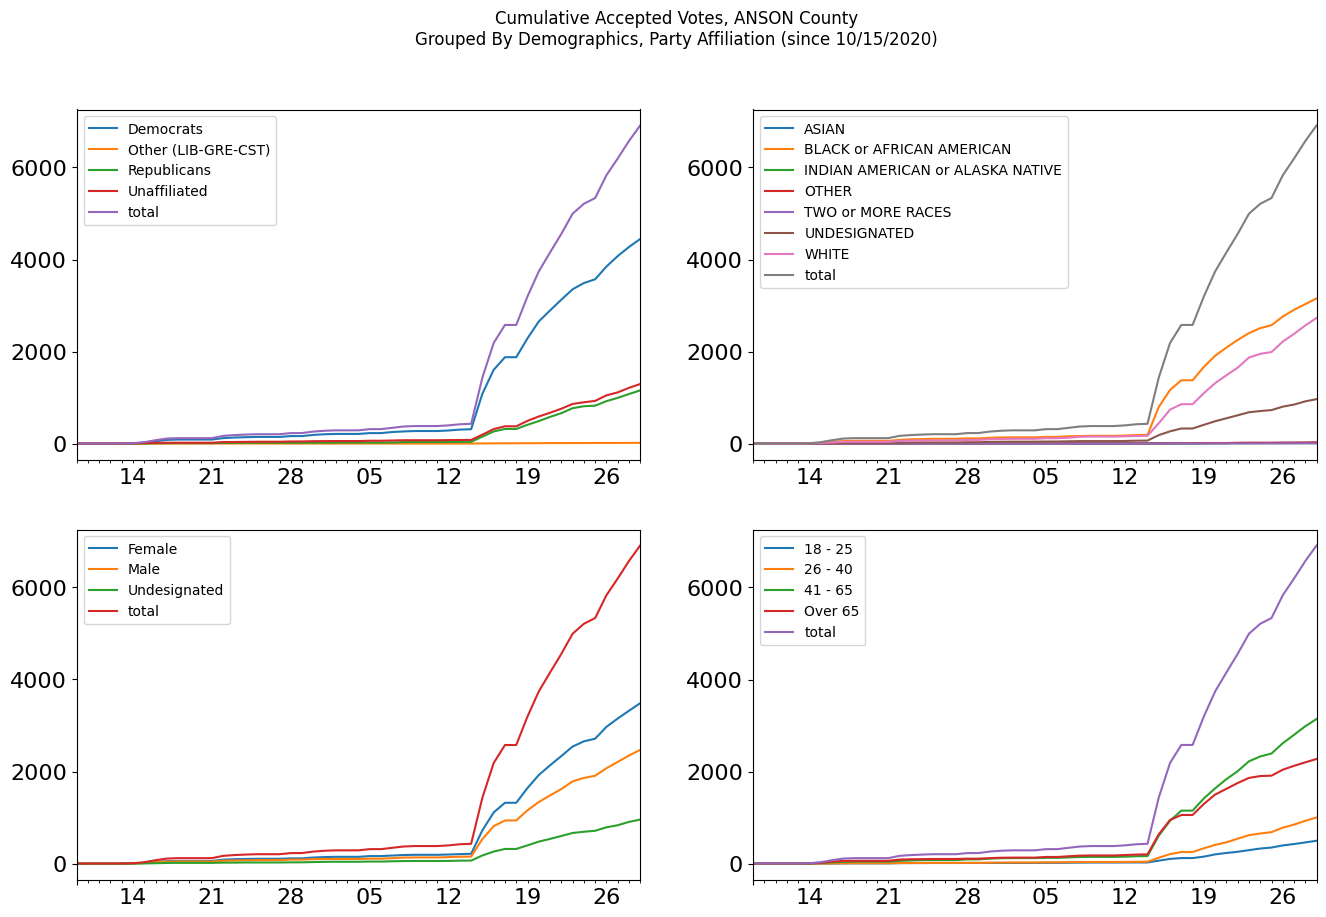 Cumulative Accepted Votes, ANSON County
Grouped By Demographics, Party Affiliation (since 10/15/2020)
Democrats
Other (LIB-GRE-CST)
Republicans
Unaffiliated
total
6000
4000
2000
0
14 21 28 05 12 19 26
ASIAN
BLACK or AFRICAN AMERICAN
INDIAN AMERICAN or ALASKA NATIVE
OTHER
TWO or MORE RACES
UNDESIGNATED
WHITE
total
6000
4000
2000
0
14 21 28 05 12 19 26
Female
Male
Undesignated
total
6000
4000
2000
0
14 21 28 05 12 19 26
18 - 25
26 - 40
41 - 65
Over 65
total
6000
4000
2000
0
14 21 28 05 12 19 26